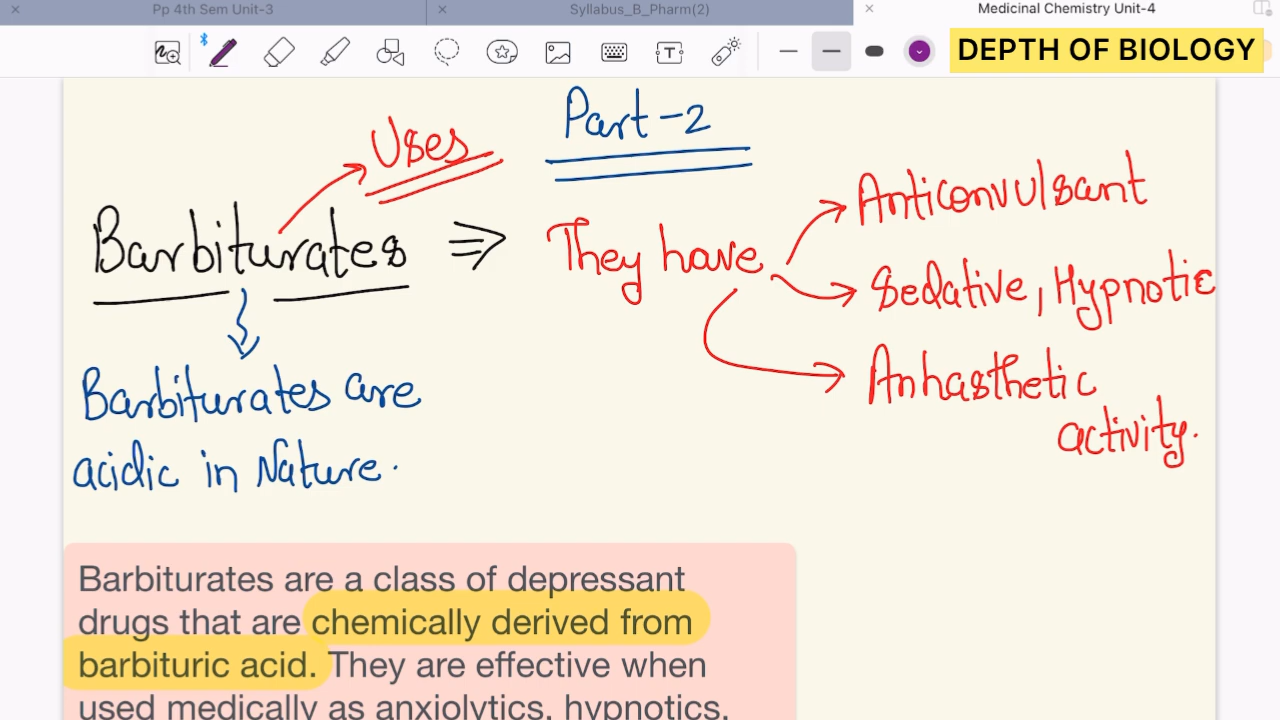 Pp 4th Sem Unit-3
Syllabus_B_Pharm(2)
Medicinal Chemistry Unit-4
DEPTH OF BIOLOGY
Part-2
Uses
Barbiturates ⇒ They have
Anticonvulsant
Sedative, Hypnotic
Anhasthetic
activity.
Barbiturates are
acidic in Nature.
Barbiturates are a class of depressant
drugs that are chemically derived from
barbituric acid. They are effective when
used medically as anxiolytics, hypnotics,